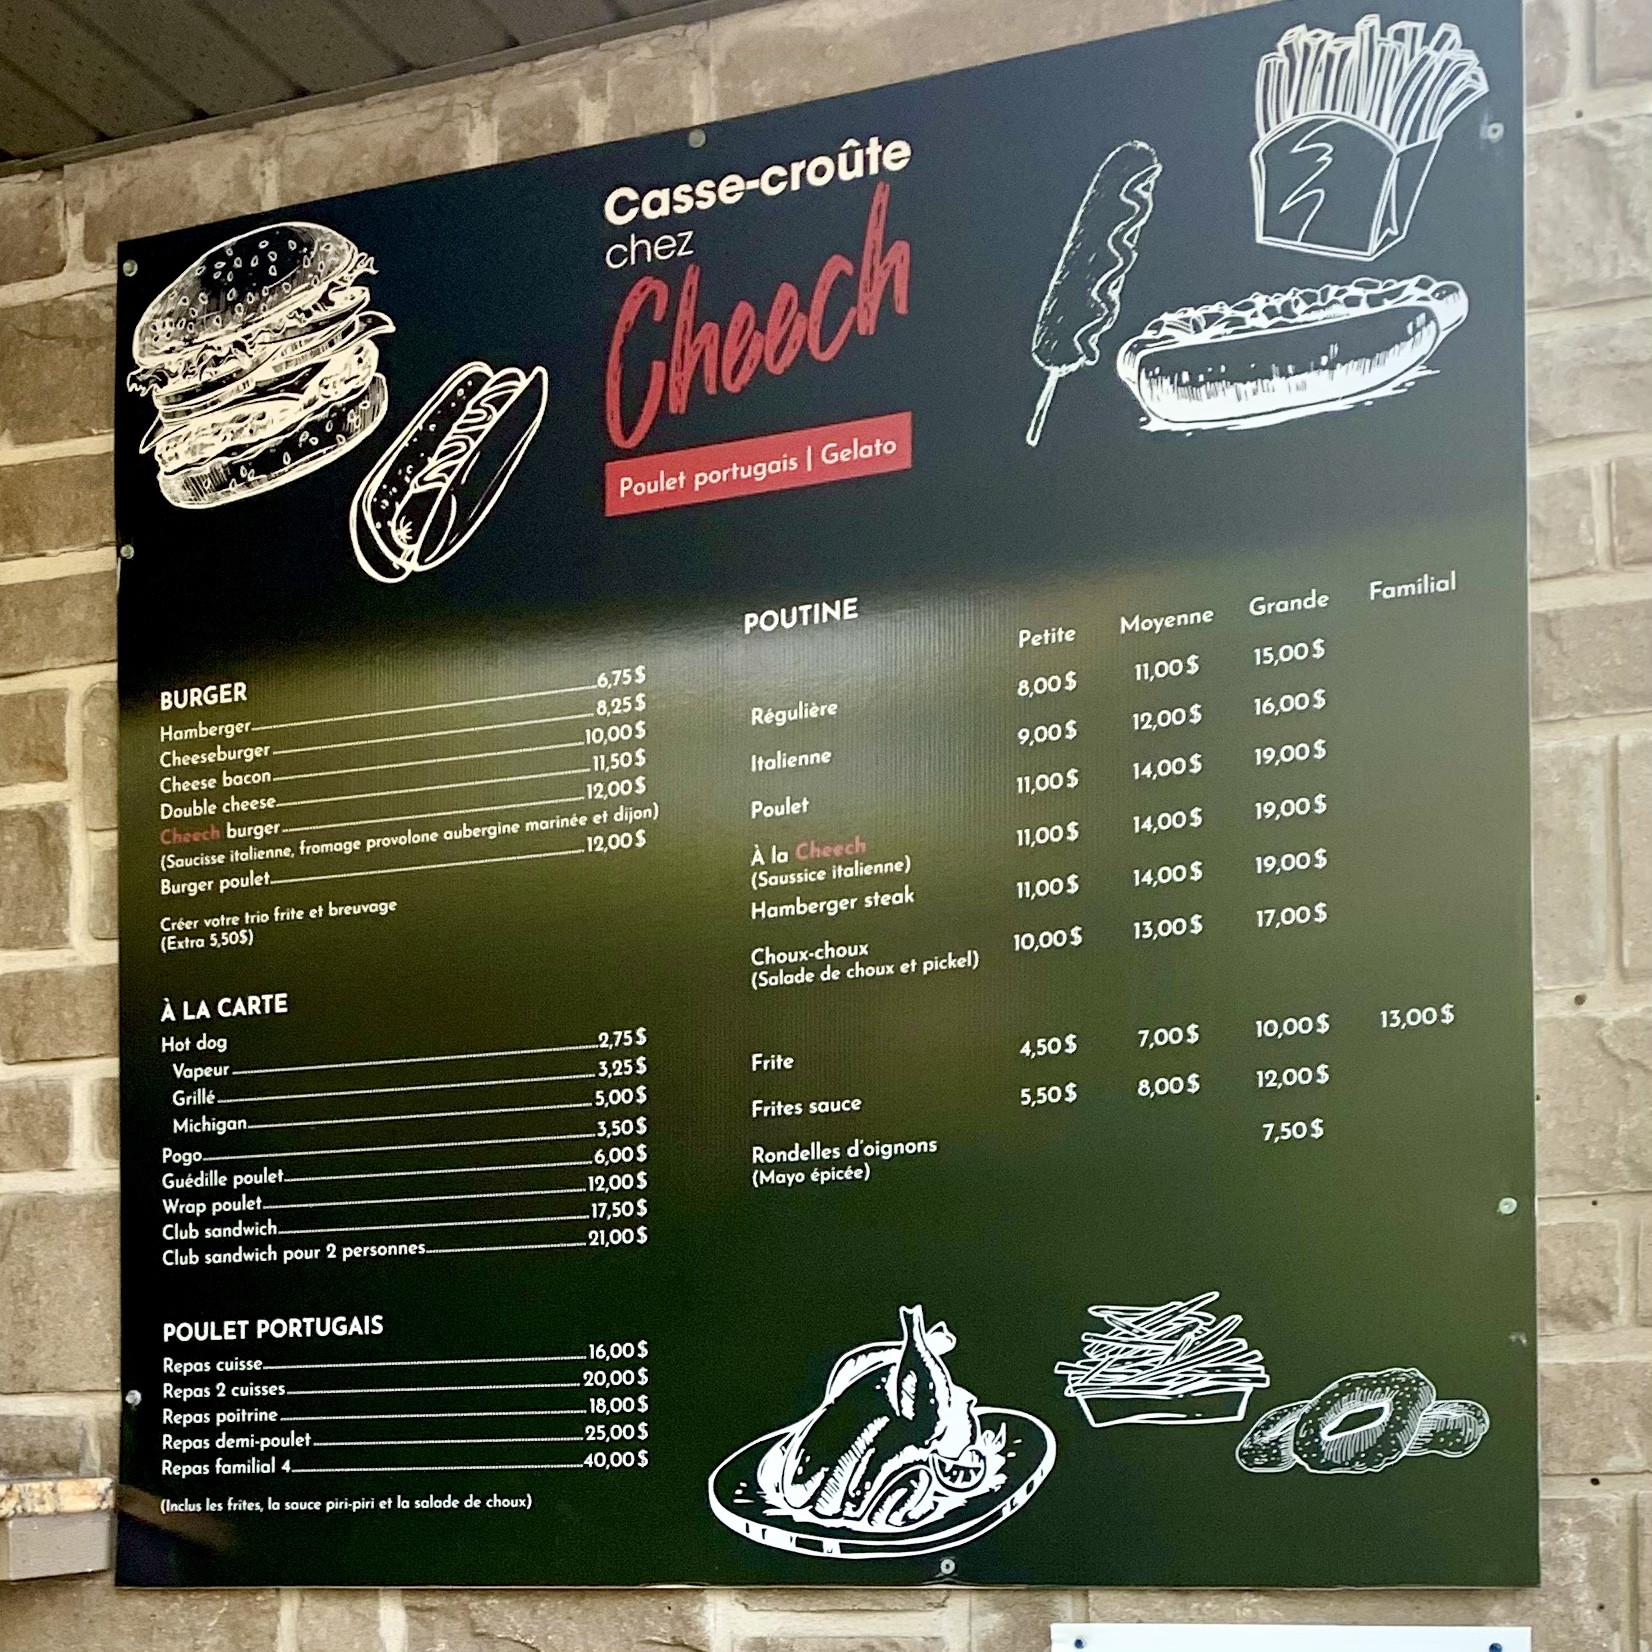 Casse-croûte
chez
Cheech
Poulet portugais | Gelato
BURGER
Hamberger 6,75$
Cheeseburger 8,25$
Cheese bacon 10,00$
Double cheese 11,50$
Cheech burger 12,00$
(Saucisse italienne, fromage provolone aubergine marinée et dijon)
Burger poulet 12,00$
Créer votre trio frite et breuvage
(Extra 5,50$)
À LA CARTE
Hot dog
Vapeur 2,75$
Grillé 3,25$
Michigan 5,00$
Pogo 3,50$
Guédille poulet 6,00$
Wrap poulet 12,00$
Club sandwich 17,50$
Club sandwich pour 2 personnes 21,00$
POULET PORTUGAIS
Repas cuisse 16,00$
Repas 2 cuisses 20,00$
Repas poitrine 18,00$
Repas demi-poulet 25,00$
Repas familial 4 40,00$
(Inclus les frites, la sauce piri-piri et la salade de choux)
POUTINE Petite Moyenne Grande Familial
Régulière 8,00$ 11,00$ 15,00$
Italienne 9,00$ 12,00$ 16,00$
Poulet 11,00$ 14,00$ 19,00$
À la Cheech 11,00$ 14,00$ 19,00$
(Saussice italienne)
Hamberger steak 11,00$ 14,00$ 19,00$
Choux-choux 10,00$ 13,00$ 17,00$
(Salade de choux et pickel)
Frite 4,50$ 7,00$ 10,00$ 13,00$
Frites sauce 5,50$ 8,00$ 12,00$
Rondelles d'oignons 7,50$
(Mayo épicée)